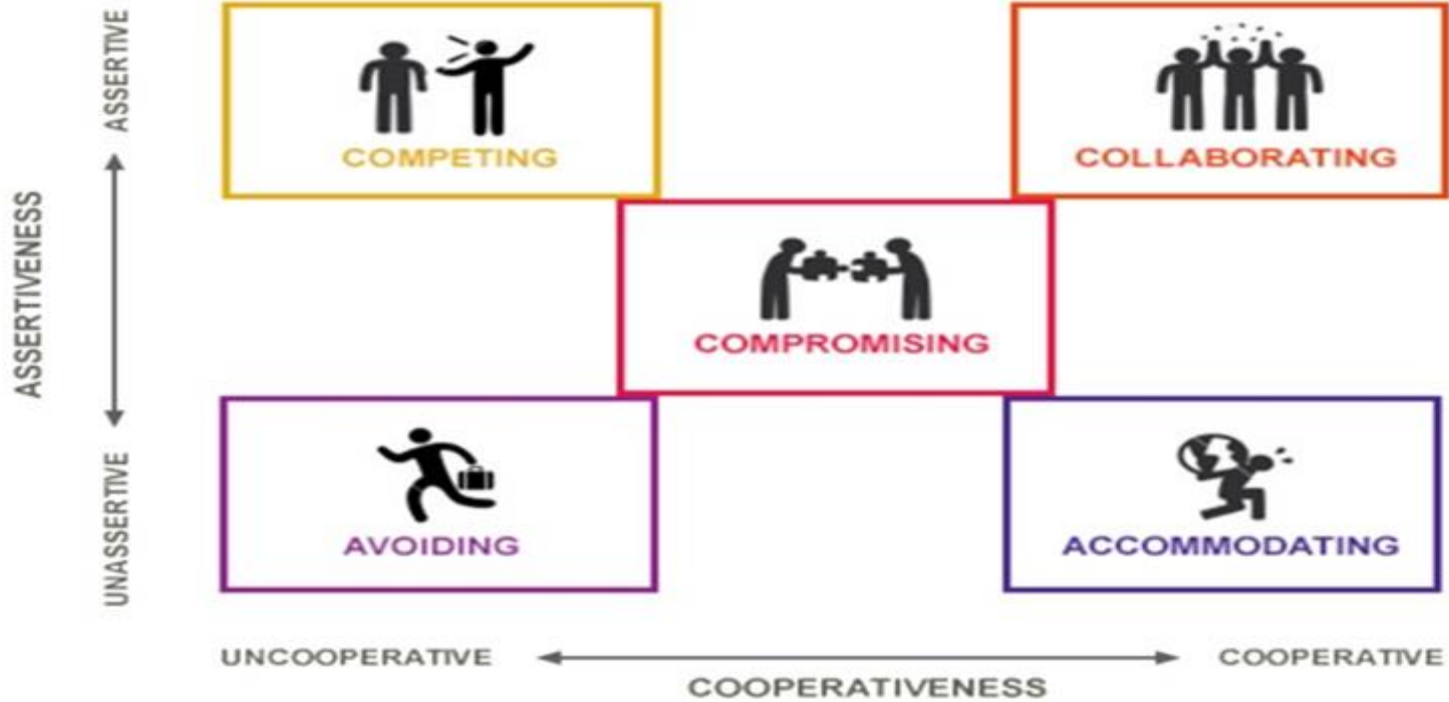 ASSERTIVE
COMPETING
COLLABORATING
ASSERTIVENESS
COMPROMISING
UNASSERTIVE
AVOIDING
ACCOMMODATING
UNCOOPERATIVE
COOPERATIVE
COOPERATIVENESS